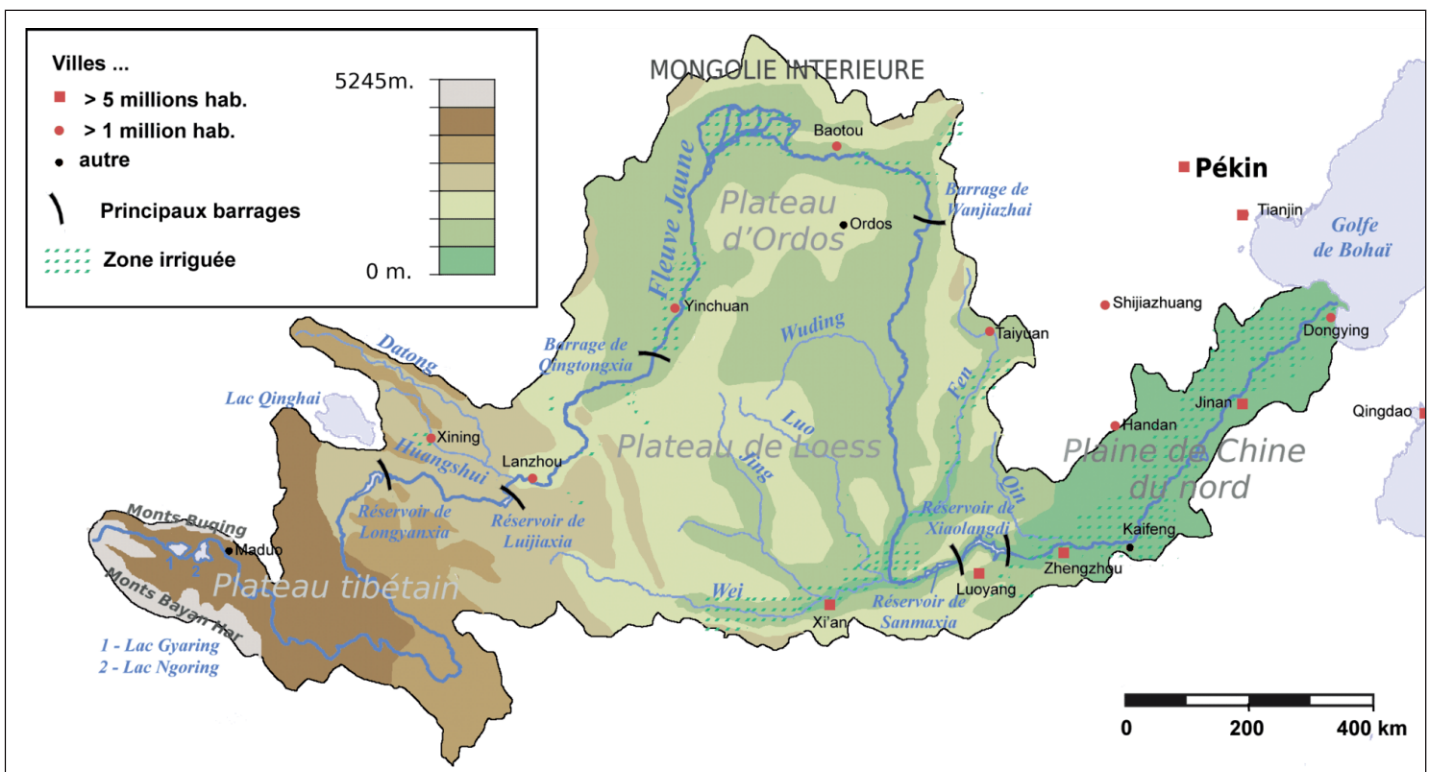 Villes ...
> 5 millions hab.
> 1 million hab.
autre
Principaux barrages
Zone irriguée
5245m.
0 m.
MONGOLIE INTERIEURE
Baotou
Fleuve Jaune
Plateau
d'Ordos
Ordos
Barrage de
Wanjiazhai
Pékin
Tianjin
Golfe
de Bohaï
Yinchuan
Shijiazhuang
Dongying
Taiyuan
Wuding
Barrage de
Qingtongxia
Datong
Fen
Lac Qinghai
Xining
Huangshui
Lanzhou
Plateau de Loess
Luo
Jing
Jinan
Qingdao
Handan
Plaine de Chine
du nord
Qin
Réservoir de
Longyanxia
Réservoir de
Luijiaxia
Réservoir de
Xiaolangdi
Kaifeng
Zhengzhou
Monts Buqing
Maduo
1
2
Plateau tibétain
Monts Bayan Har
Wei
Xi'an
Luoyang
Réservoir de
Sanmaxia
1 - Lac Gyaring
2 - Lac Ngoring
0 200 400 km